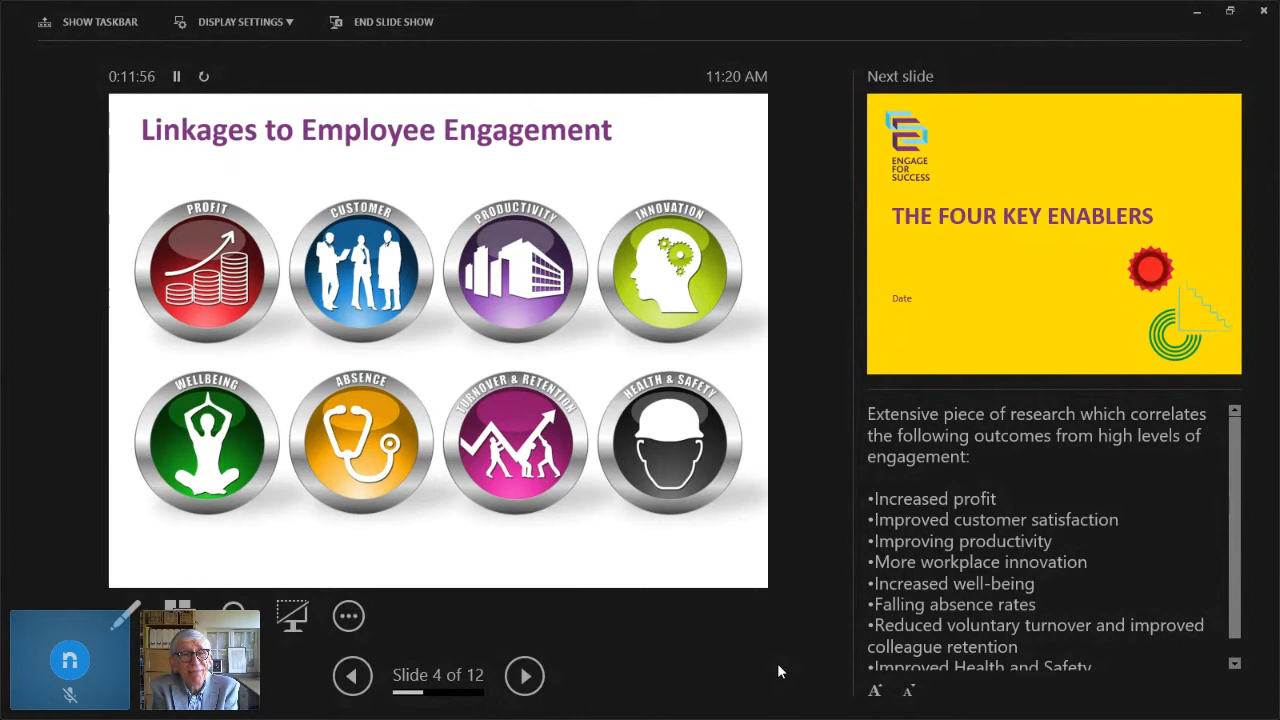 SHOW TASKBAR
DISPLAY SETTINGS ▼
END SLIDE SHOW
0:11:56
11:20 AM
Linkages to Employee Engagement
PROFIT
CUSTOMER
PRODUCTIVITY
INNOVATION
WELLBEING
ABSENCE
TURNOVER & RETENTION
HEALTH & SAFETY
n
Slide 4 of 12
Next slide
ENGAGE
FOR
SUCCESS
THE FOUR KEY ENABLERS
Date
Extensive piece of research which correlates
the following outcomes from high levels of
engagement:
•Increased profit
•Improved customer satisfaction
•Improving productivity
•More workplace innovation
•Increased well-being
•Falling absence rates
•Reduced voluntary turnover and improved
colleague retention
•Improved Health and Safety
A
A